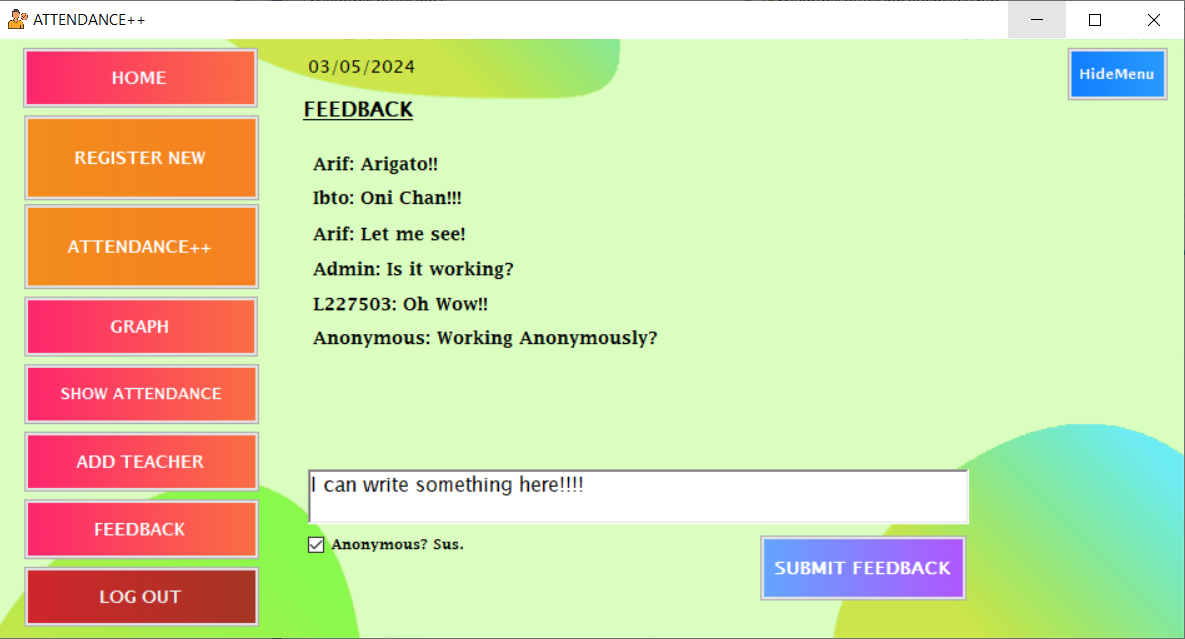 ATTENDANCE++
HOME
REGISTER NEW
ATTENDANCE++
GRAPH
SHOW ATTENDANCE
ADD TEACHER
FEEDBACK
LOG OUT
03/05/2024
HideMenu
FEEDBACK
Arif: Arigato!!
Ibto: Oni Chan!!!
Arif: Let me see!
Admin: Is it working?
L227503: Oh Wow!!
Anonymous: Working Anonymously?
I can write something here!!!!
Anonymous? Sus.
SUBMIT FEEDBACK